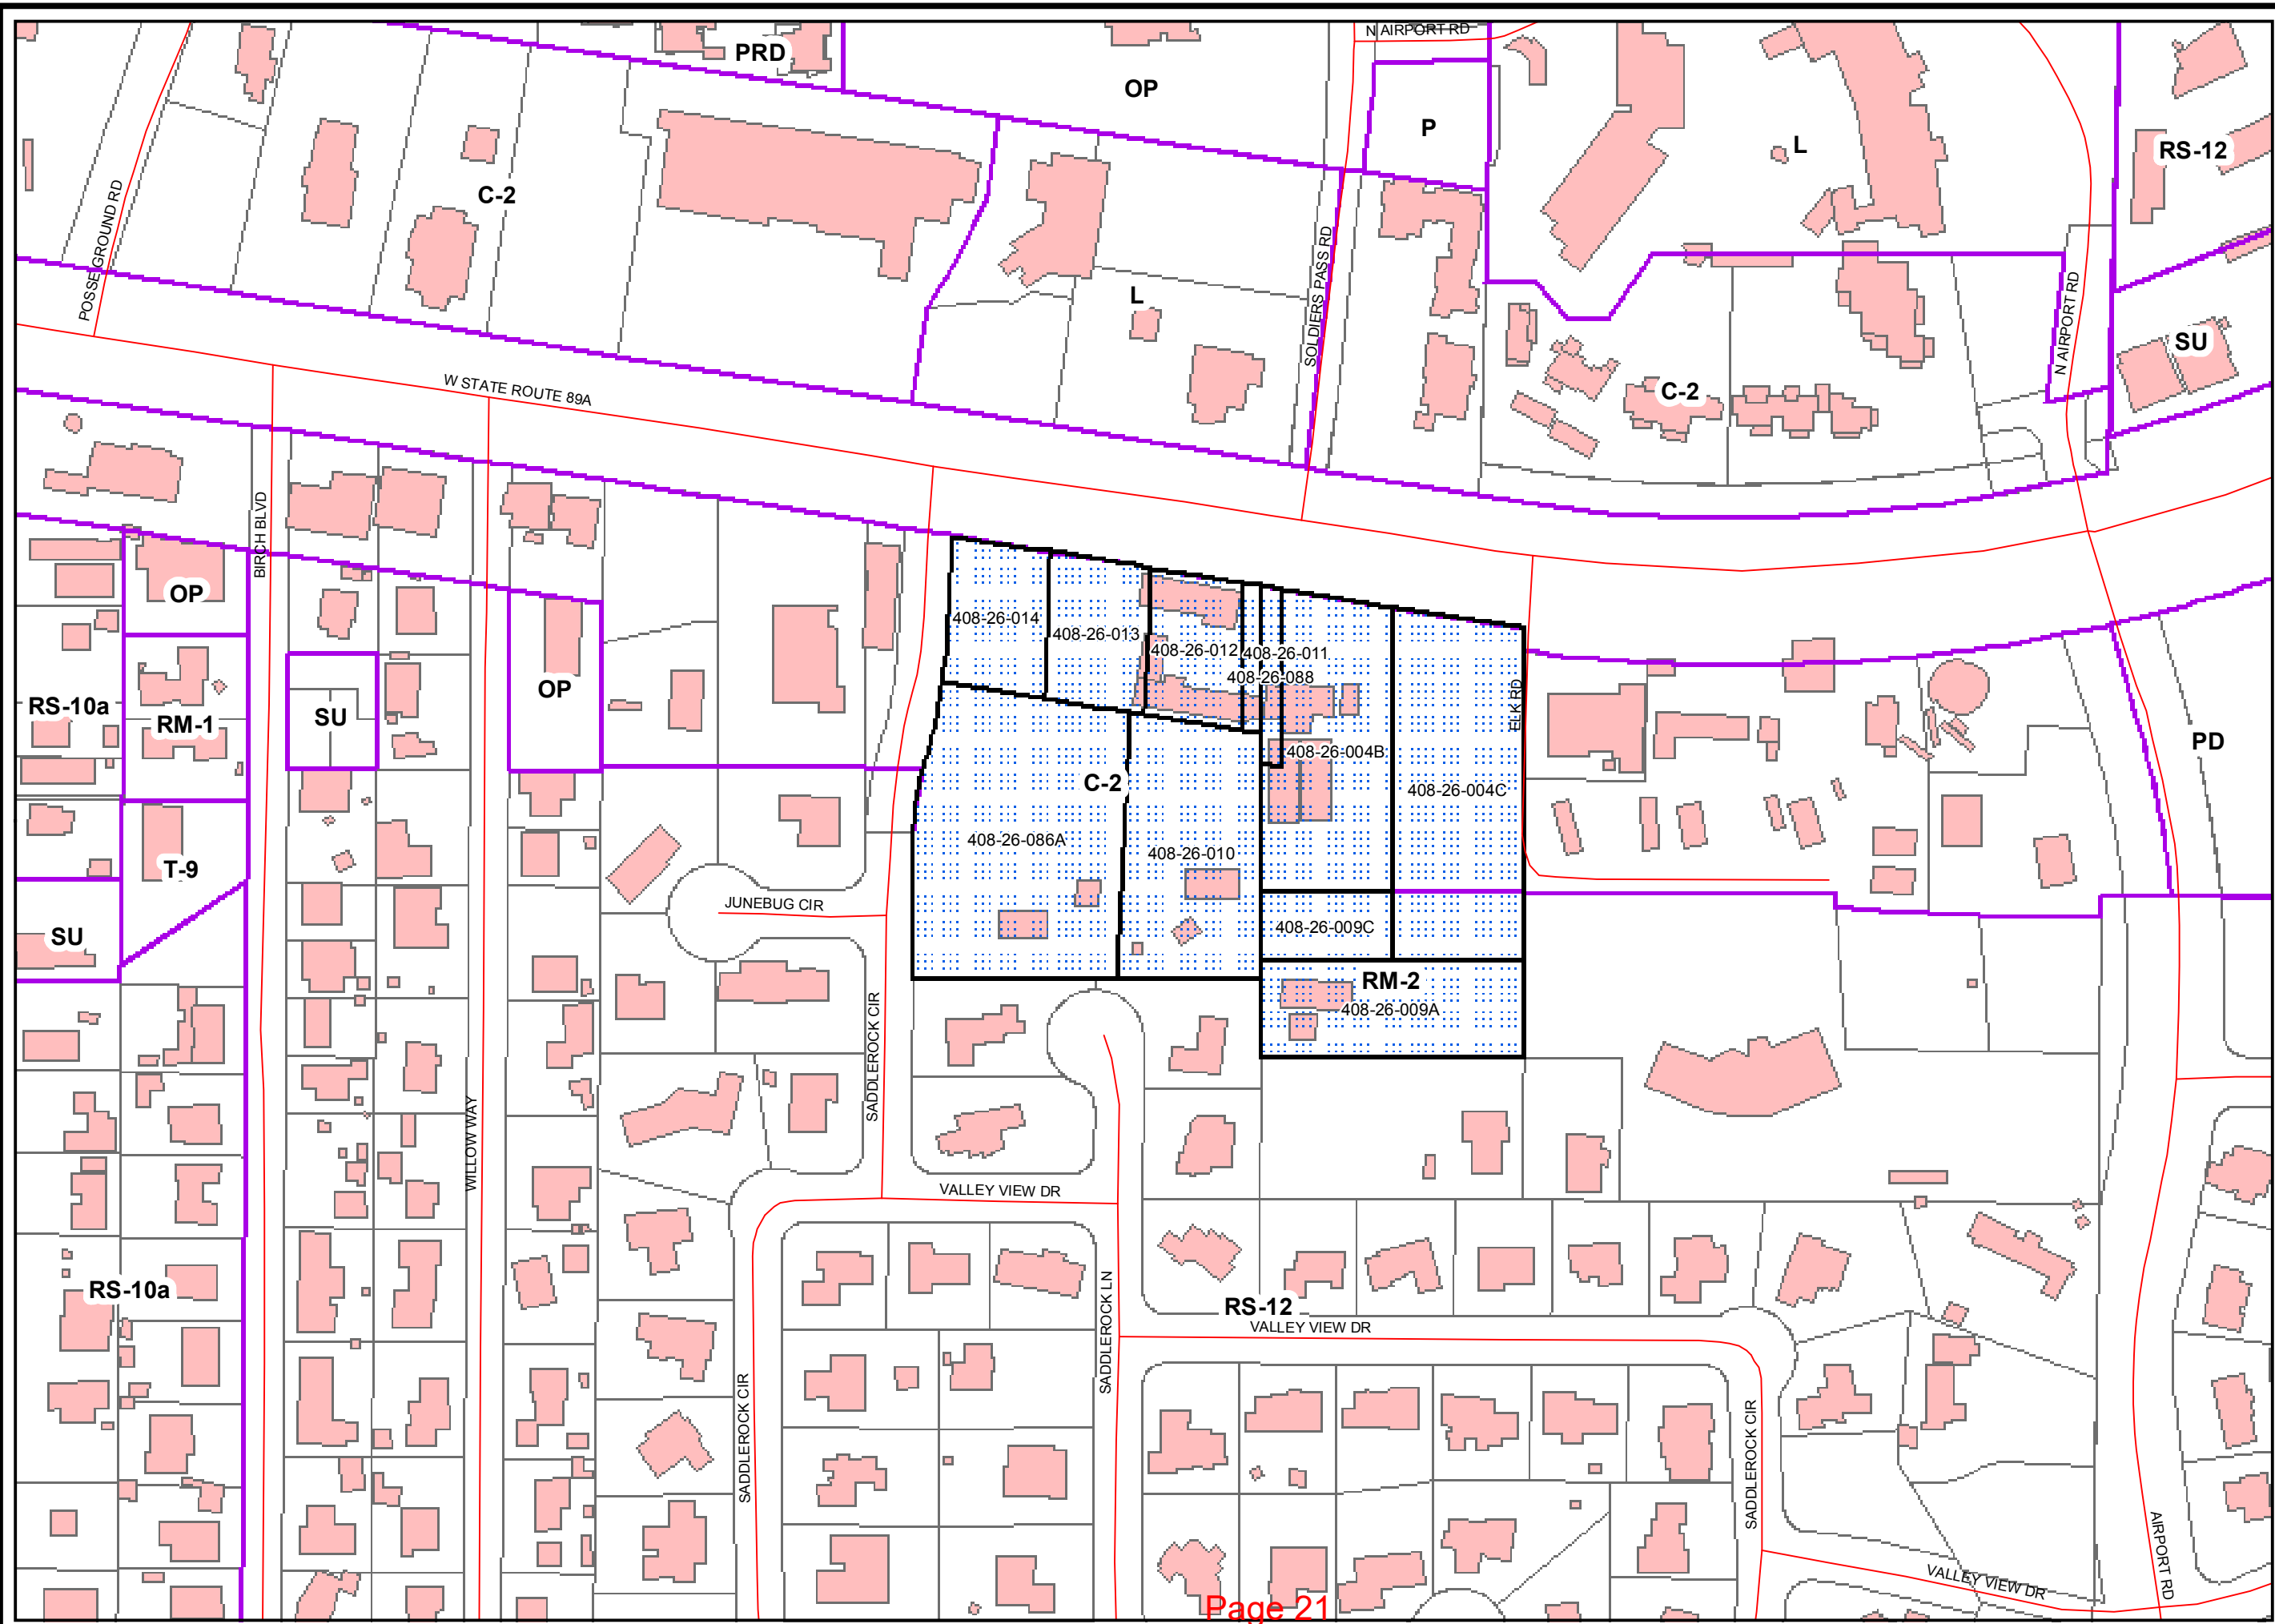 N AIRPORT RD
PRD
OP
P
L
RS-12
C-2
POSSE GROUND RD
SOLDIERS PASS RD
N AIRPORT RD
L
SU
W STATE ROUTE 89A
C-2
BIRCH BLVD
OP
408-26-014
408-26-013
408-26-012
408-26-011
408-26-088
OP
ELK RD
RS-10a
SU
RM-1
408-26-004B
PD
C-2
408-26-004C
408-26-086A
408-26-010
T-9
JUNEBUG CIR
408-26-009C
SU
RM-2
408-26-009A
SADDLEROCK CIR
WILLOW WAY
VALLEY VIEW DR
RS-10a
SADDLEROCK LN
RS-12
VALLEY VIEW DR
SADDLEROCK CIR
SADDLEROCK CIR
AIRPORT RD
VALLEY VIEW DR
Page 21